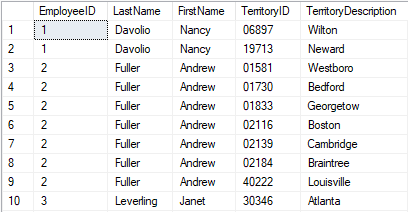 EmployeeID LastName FirstName TerritoryID TerritoryDescription
1 1 Davolio Nancy 06897 Wilton
2 1 Davolio Nancy 19713 Neward
3 2 Fuller Andrew 01581 Westboro
4 2 Fuller Andrew 01730 Bedford
5 2 Fuller Andrew 01833 Georgetow
6 2 Fuller Andrew 02116 Boston
7 2 Fuller Andrew 02139 Cambridge
8 2 Fuller Andrew 02184 Braintree
9 2 Fuller Andrew 40222 Louisville
10 3 Leverling Janet 30346 Atlanta